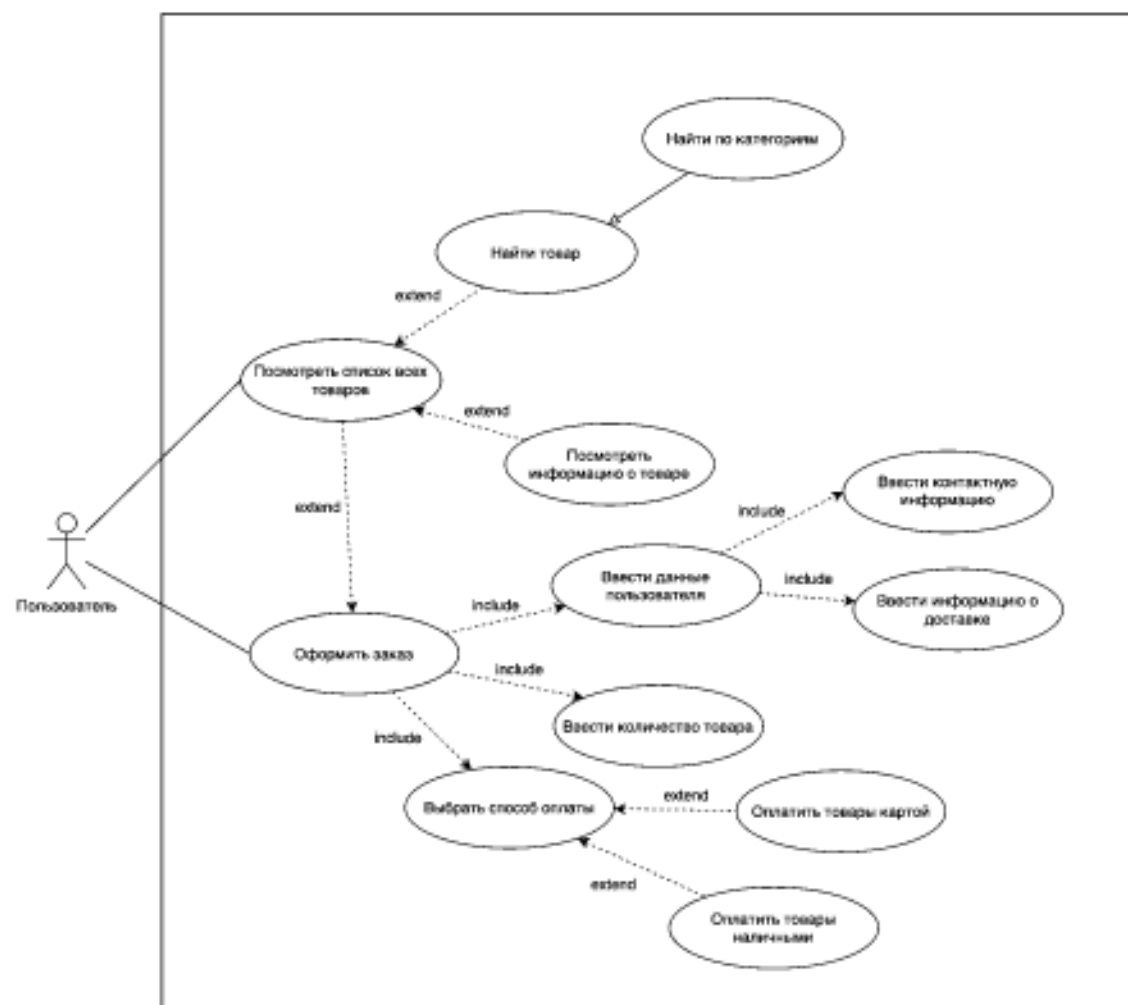 Найти по категориям
Найти товар
extend
Посмотреть список всех
товаров
extend
Посмотреть
информацию о товаре
extend
Ввести контактную
информацию
include
Пользователь
Ввести данные
пользователя
include
Ввести информацию о
доставке
include
Оформить заказ
include
Ввести количество товара
include
Выбрать способ оплаты
extend
Оплатить товары картой
extend
Оплатить товары
наличными